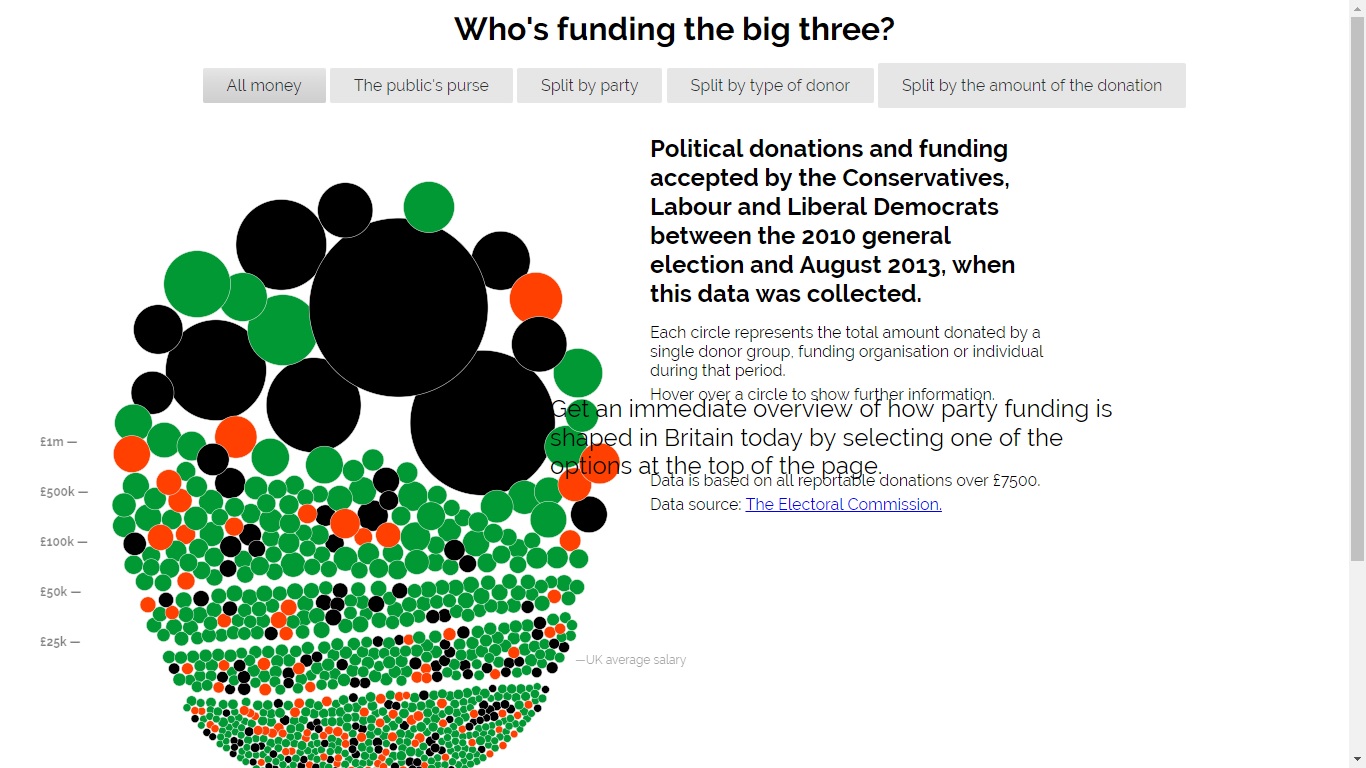 Who's funding the big three?
All money
The public's purse
Split by party
Split by type of donor
Split by the amount of the donation
Political donations and funding
accepted by the Conservatives,
Labour and Liberal Democrats
between the 2010 general
election and August 2013, when
this data was collected.
Each circle represents the total amount donated by a
single donor group, funding organisation or individual
during that period.
Hover over a circle to show further information.
Get an immediate overview of how party funding is
shaped in Britain today by selecting one of the
options at the top of the page.
Data is based on all reportable donations over £7500.
Data source: The Electoral Commission.
£1m —
£500k —
£100k —
£50k —
£25k —
—UK average salary